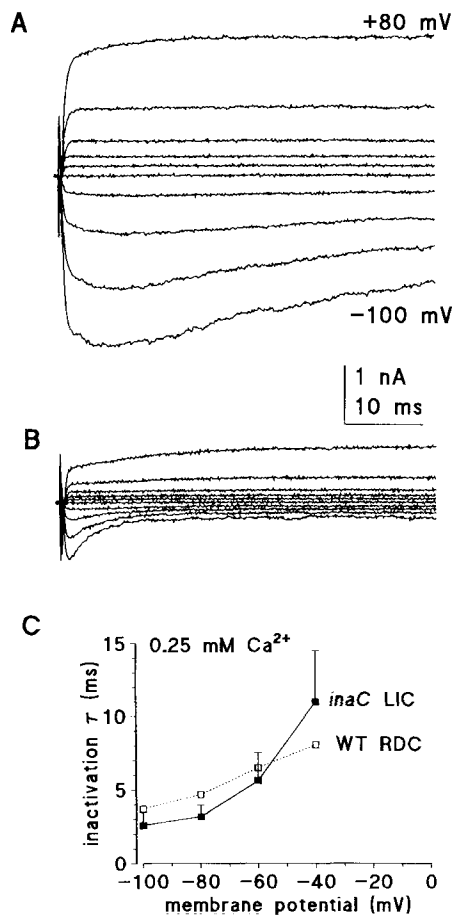 A
+80 mV
−100 mV
1 nA
10 ms
B
C
0.25 mM Ca²⁺
15
10
5
0
inactivation τ (ms)
inaC LIC
WT RDC
−100 −80 −60 −40 −20 0
membrane potential (mV)